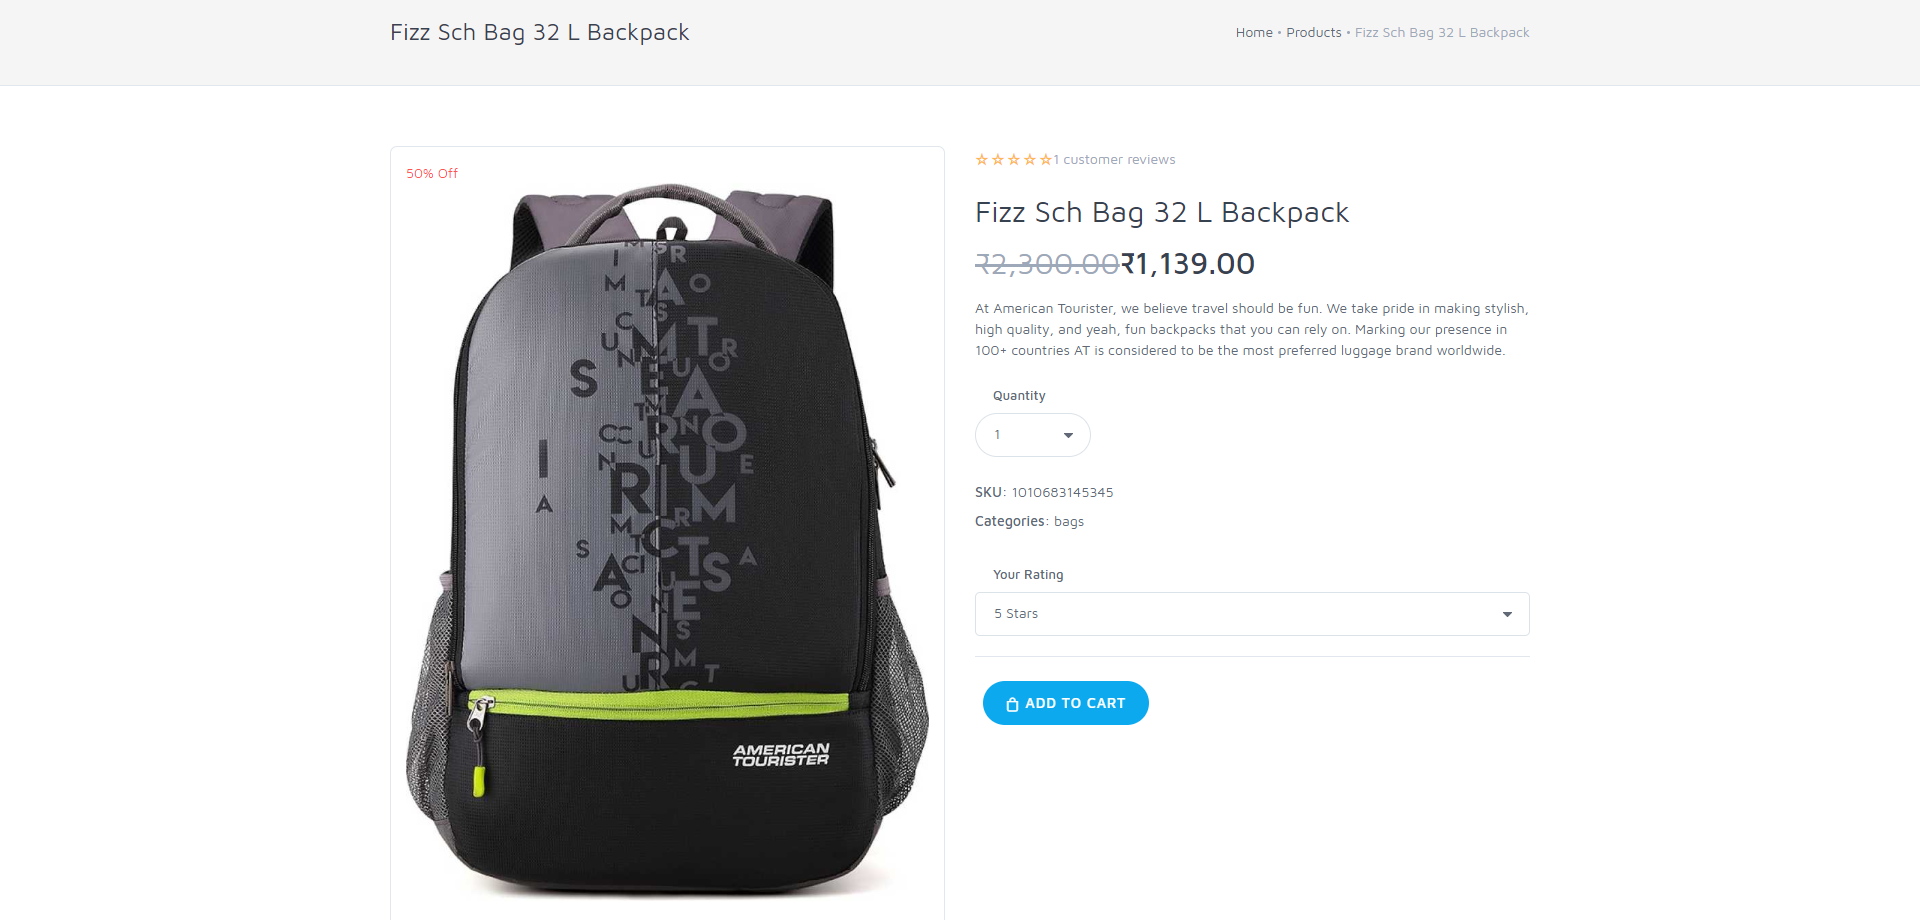 Fizz Sch Bag 32 L Backpack
Home • Products • Fizz Sch Bag 32 L Backpack
50% Off
AMERICAN
TOURISTER
☆☆☆☆☆1 customer reviews
Fizz Sch Bag 32 L Backpack
₹2,300.00₹1,139.00
At American Tourister, we believe travel should be fun. We take pride in making stylish,
high quality, and yeah, fun backpacks that you can rely on. Marking our presence in
100+ countries AT is considered to be the most preferred luggage brand worldwide.
Quantity
1
SKU: 1010683145345
Categories: bags
Your Rating
5 Stars
ADD TO CART